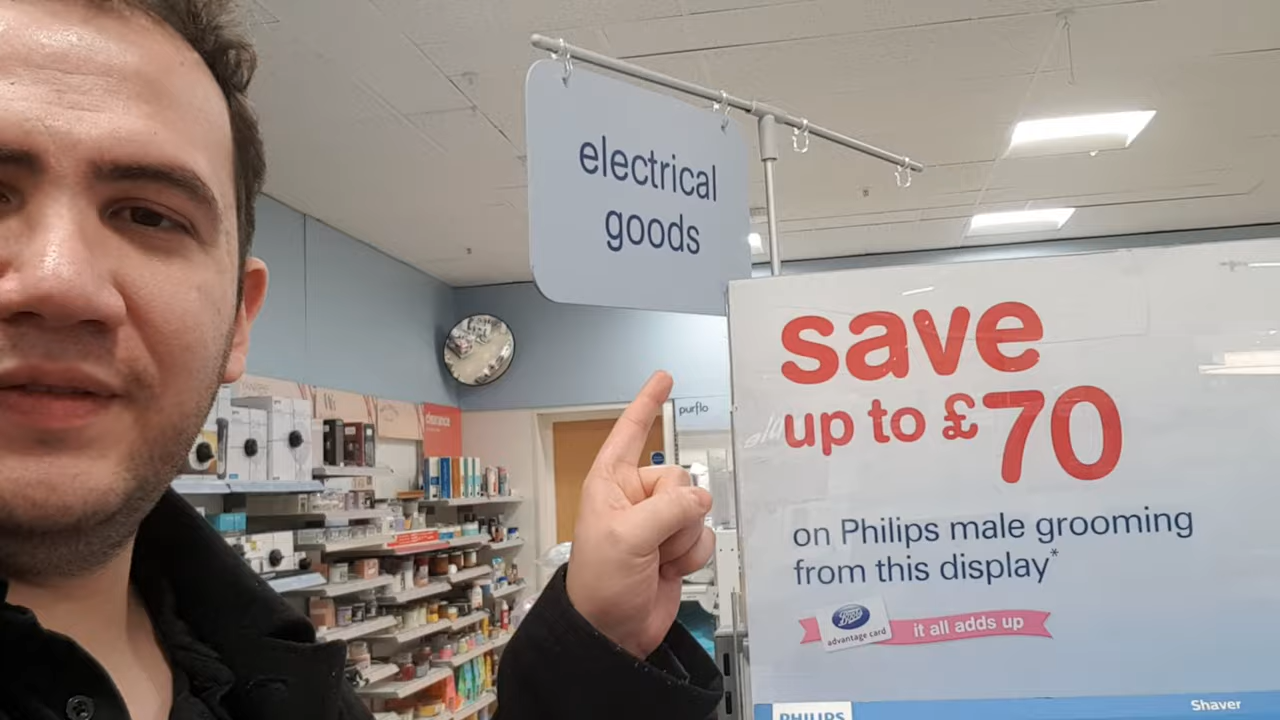 electrical
goods
save
up to £70
on Philips male grooming
from this display*
advantage card
it all adds up
clearance
purflo
PHILIPS
Shaver